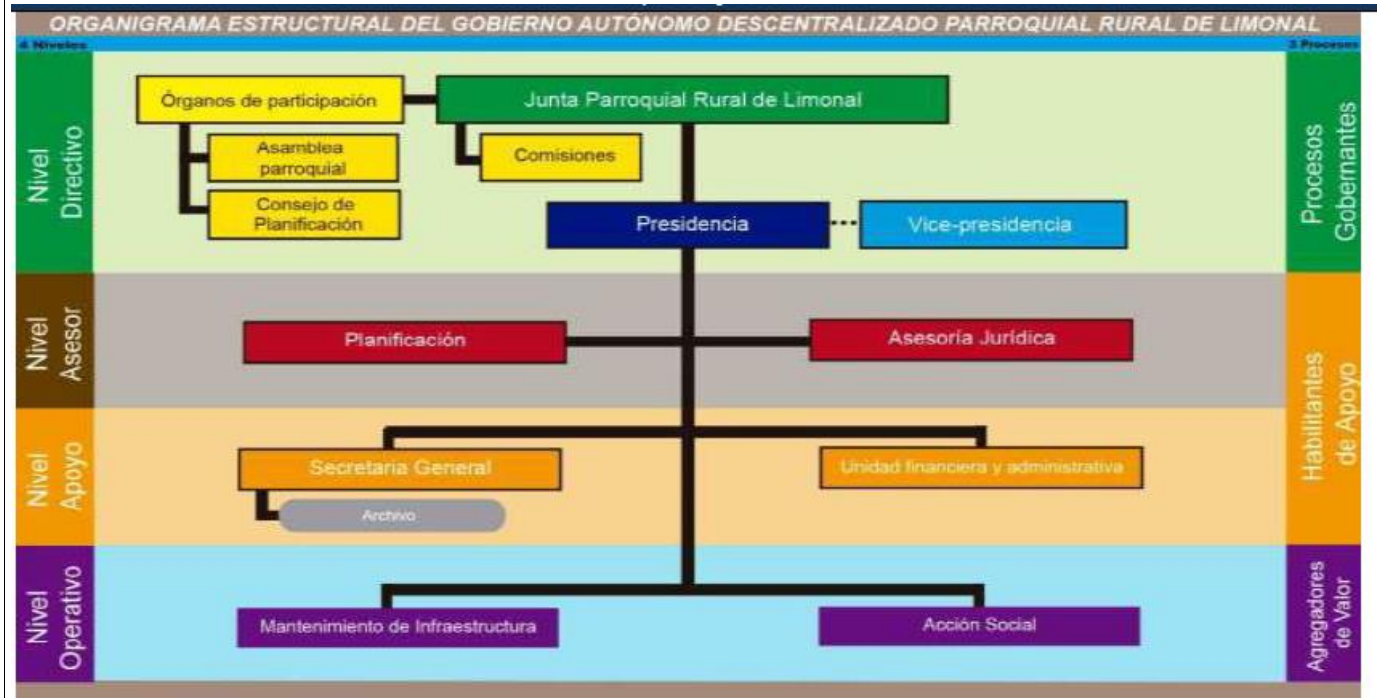 ORGANIGRAMA ESTRUCTURAL DEL GOBIERNO AUTÓNOMO DESCENTRALIZADO PARROQUIAL RURAL DE LIMONAL
4 Niveles
3 Procesos
Nivel
Directivo
Órganos de participación
Junta Parroquial Rural de Limonal
Asamblea
parroquial
Comisiones
Consejo de
Planificación
Presidencia
Vice-presidencia
Procesos
Gobernantes
Nivel
Asesor
Planificación
Asesoría Jurídica
Habilitantes
de Apoyo
Nivel
Apoyo
Secretaria General
Unidad financiera y administrativa
Archivo
Nivel
Operativo
Mantenimiento de Infraestructura
Acción Social
Agregadores
de Valor